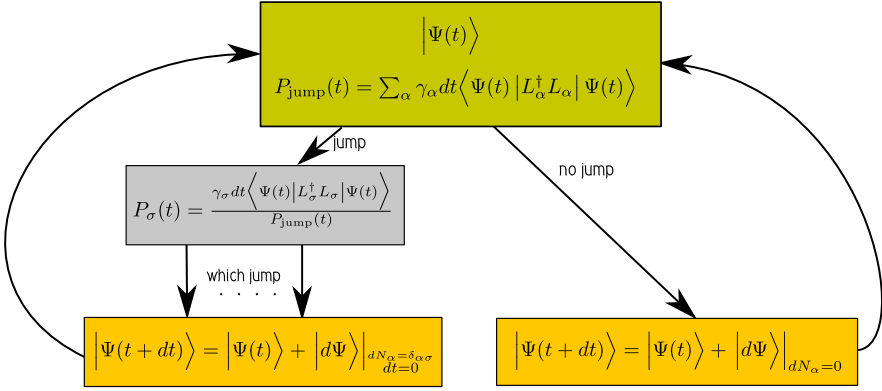 |Ψ(t)⟩
P_jump(t) = ∑_α γ_α dt⟨Ψ(t)|L_α^† L_α|Ψ(t)⟩
jump
no jump
P_σ(t) = γ_σ dt⟨Ψ(t)|L_σ^† L_σ|Ψ(t)⟩ / P_jump(t)
which jump
. . . .
|Ψ(t + dt)⟩ = |Ψ(t)⟩ + |dΨ⟩|_{dN_α=δ_ασ dt=0}
|Ψ(t + dt)⟩ = |Ψ(t)⟩ + |dΨ⟩|_{dN_α=0}